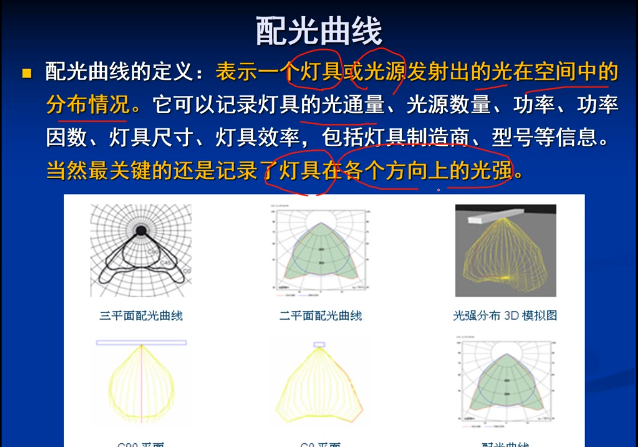 配光曲线
配光曲线的定义：表示一个灯具或光源发射出的光在空间中的
分布情况。它可以记录灯具的光通量、光源数量、功率、功率
因数、灯具尺寸、灯具效率，包括灯具制造商、型号等信息。
当然最关键的还是记录了灯具在各个方向上的光强。
三平面配光曲线 二平面配光曲线 光强分布 3D 模拟图
C90 平面 C0 平面 配光曲线